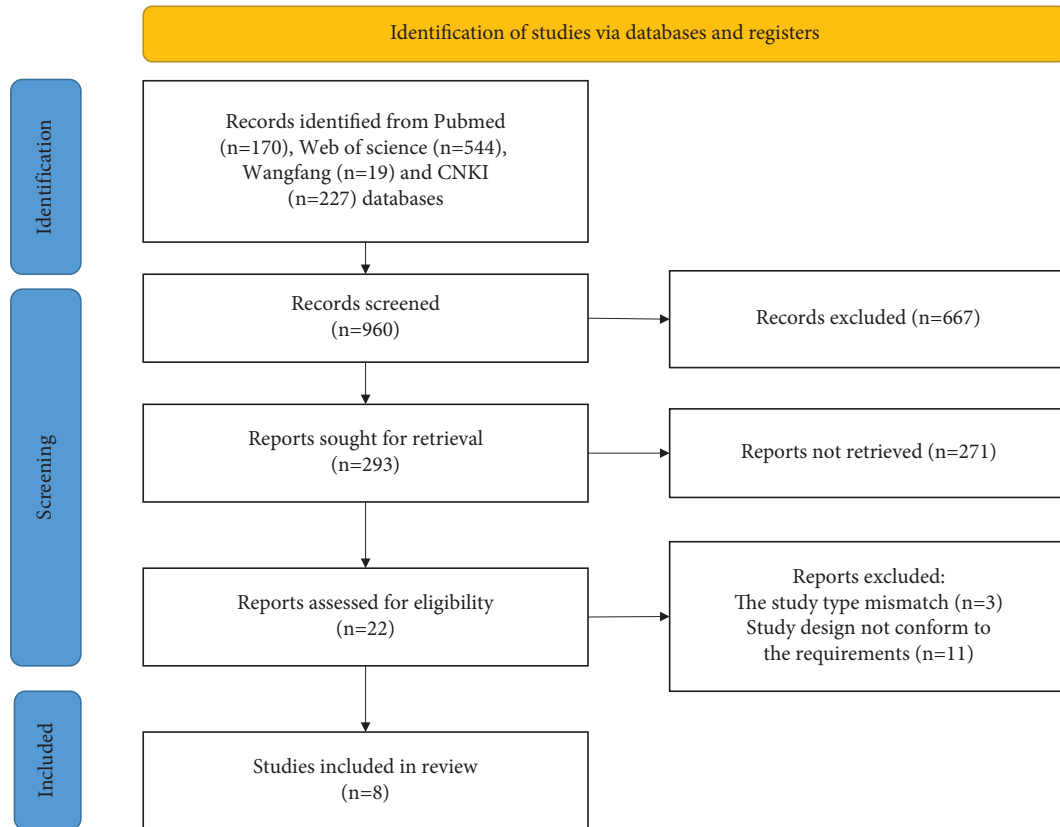 Identification of studies via databases and registers
Identification
Records identified from Pubmed
(n=170), Web of science (n=544),
Wangfang (n=19) and CNKI
(n=227) databases
Screening
Records screened
(n=960)
Records excluded (n=667)
Reports sought for retrieval
(n=293)
Reports not retrieved (n=271)
Reports assessed for eligibility
(n=22)
Reports excluded:
The study type mismatch (n=3)
Study design not conform to
the requirements (n=11)
Included
Studies included in review
(n=8)